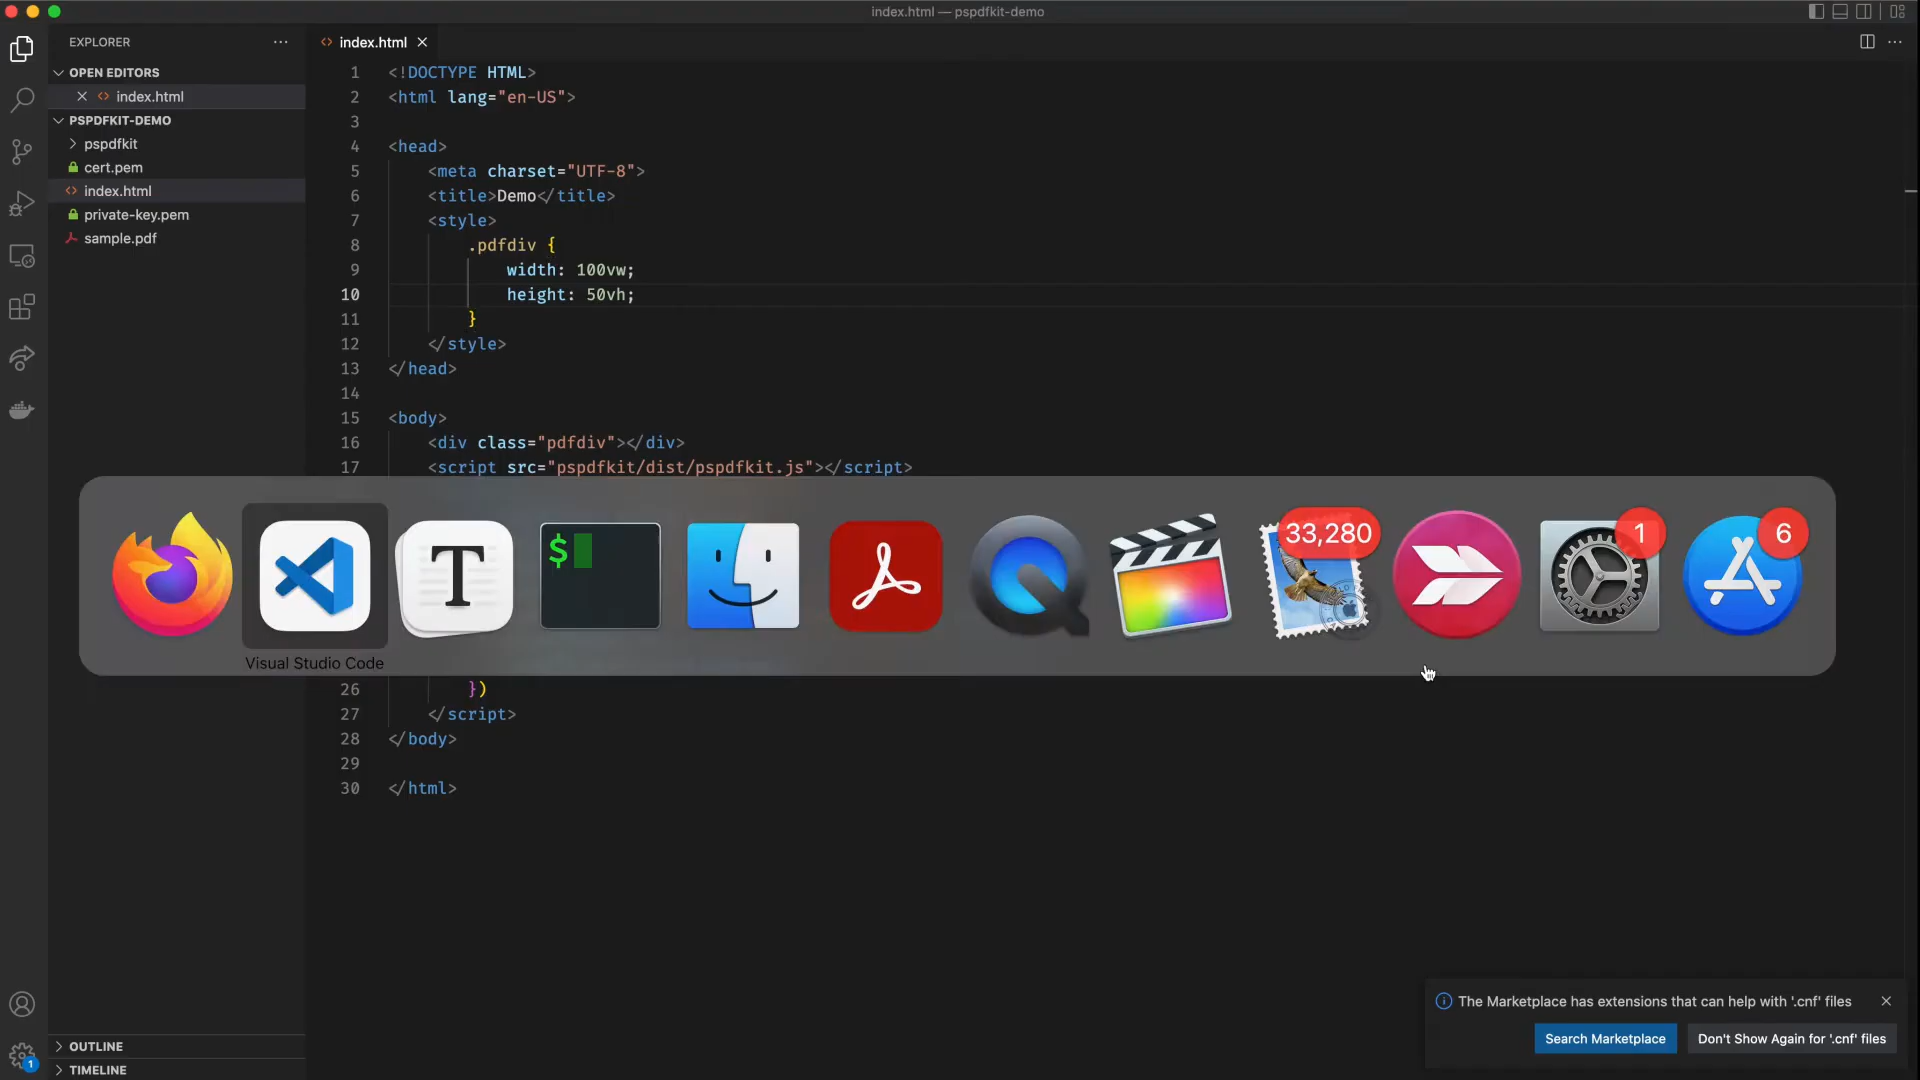 index.html — pspdfkit-demo
EXPLORER
index.html
OPEN EDITORS
index.html
PSPDFKIT-DEMO
pspdfkit
cert.pem
index.html
private-key.pem
sample.pdf
1 <!DOCTYPE HTML>
2 <html lang="en-US">
3
4 <head>
5 <meta charset="UTF-8">
6 <title>Demo</title>
7 <style>
8 .pdfdiv {
9 width: 100vw;
10 height: 50vh;
11 }
12 </style>
13 </head>
14
15 <body>
16 <div class="pdfdiv"></div>
17 <script src="pspdfkit/dist/pspdfkit.js"></script>
T
$
33,280
1
6
Visual Studio Code
26 })
27 </script>
28 </body>
29
30 </html>
The Marketplace has extensions that can help with '.cnf' files
Search Marketplace
Don't Show Again for '.cnf' files
OUTLINE
1
TIMELINE